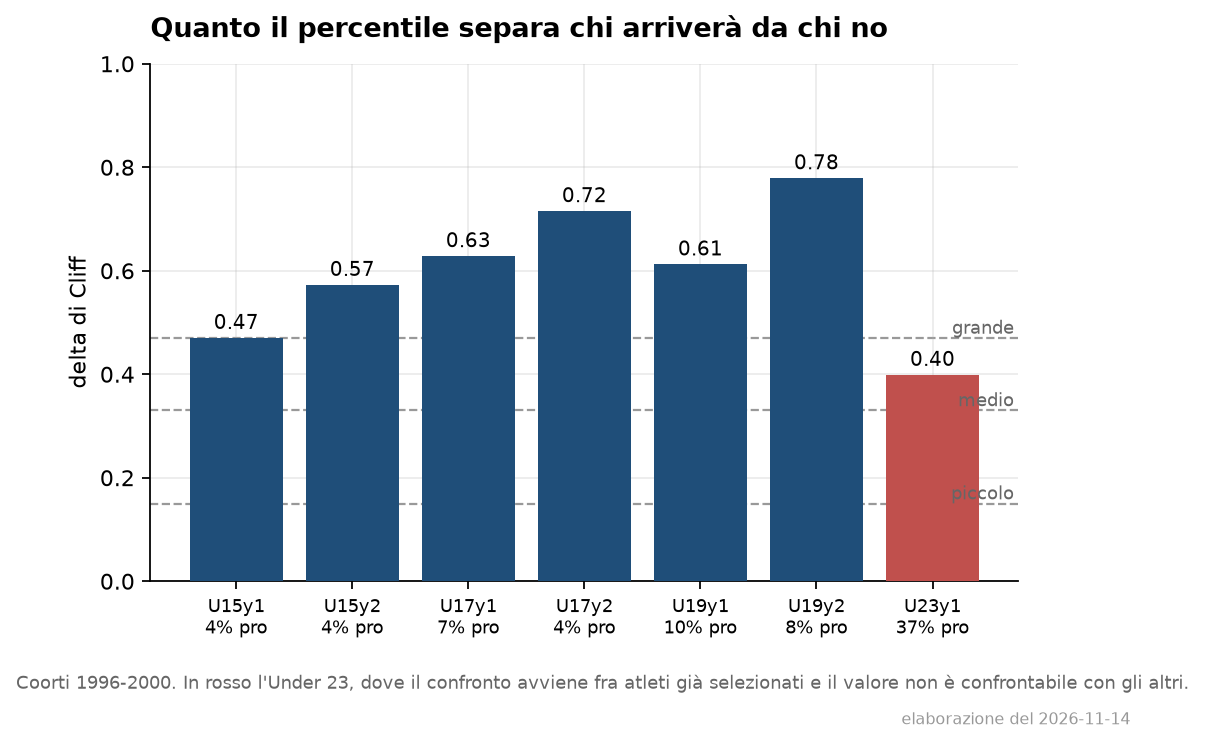 Quanto il percentile separa chi arriverà da chi no
delta di Cliff
1.0
0.8
0.6
0.4
0.2
0.0
0.47
0.57
0.63
0.72
0.61
0.78
0.40
grande
medio
piccolo
U15y1
4% pro
U15y2
4% pro
U17y1
7% pro
U17y2
4% pro
U19y1
10% pro
U19y2
8% pro
U23y1
37% pro
Coorti 1996-2000. In rosso l'Under 23, dove il confronto avviene fra atleti già selezionati e il valore non è confrontabile con gli altri.
elaborazione del 2026-11-14